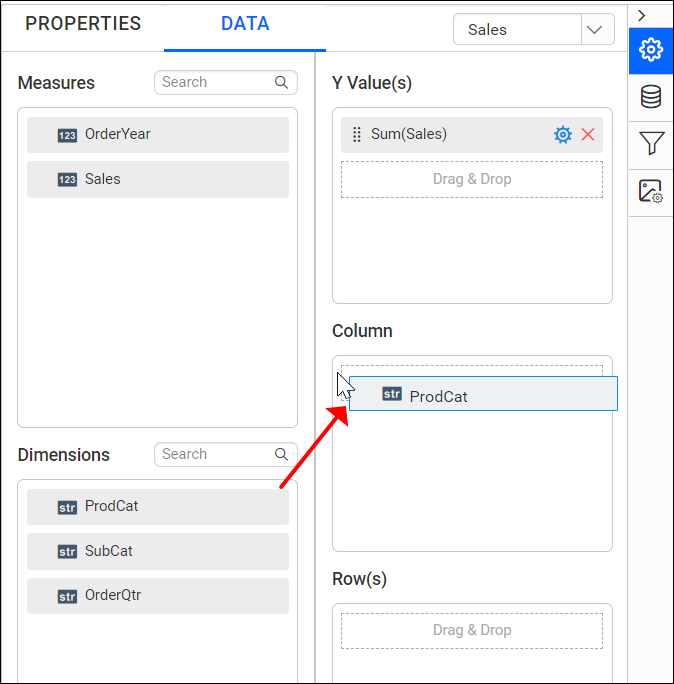 PROPERTIES
DATA
Sales
Measures
Search
123 OrderYear
123 Sales
Dimensions
Search
str ProdCat
str SubCat
str OrderQtr
Y Value(s)
Sum(Sales)
Drag & Drop
Column
str ProdCat
Row(s)
Drag & Drop